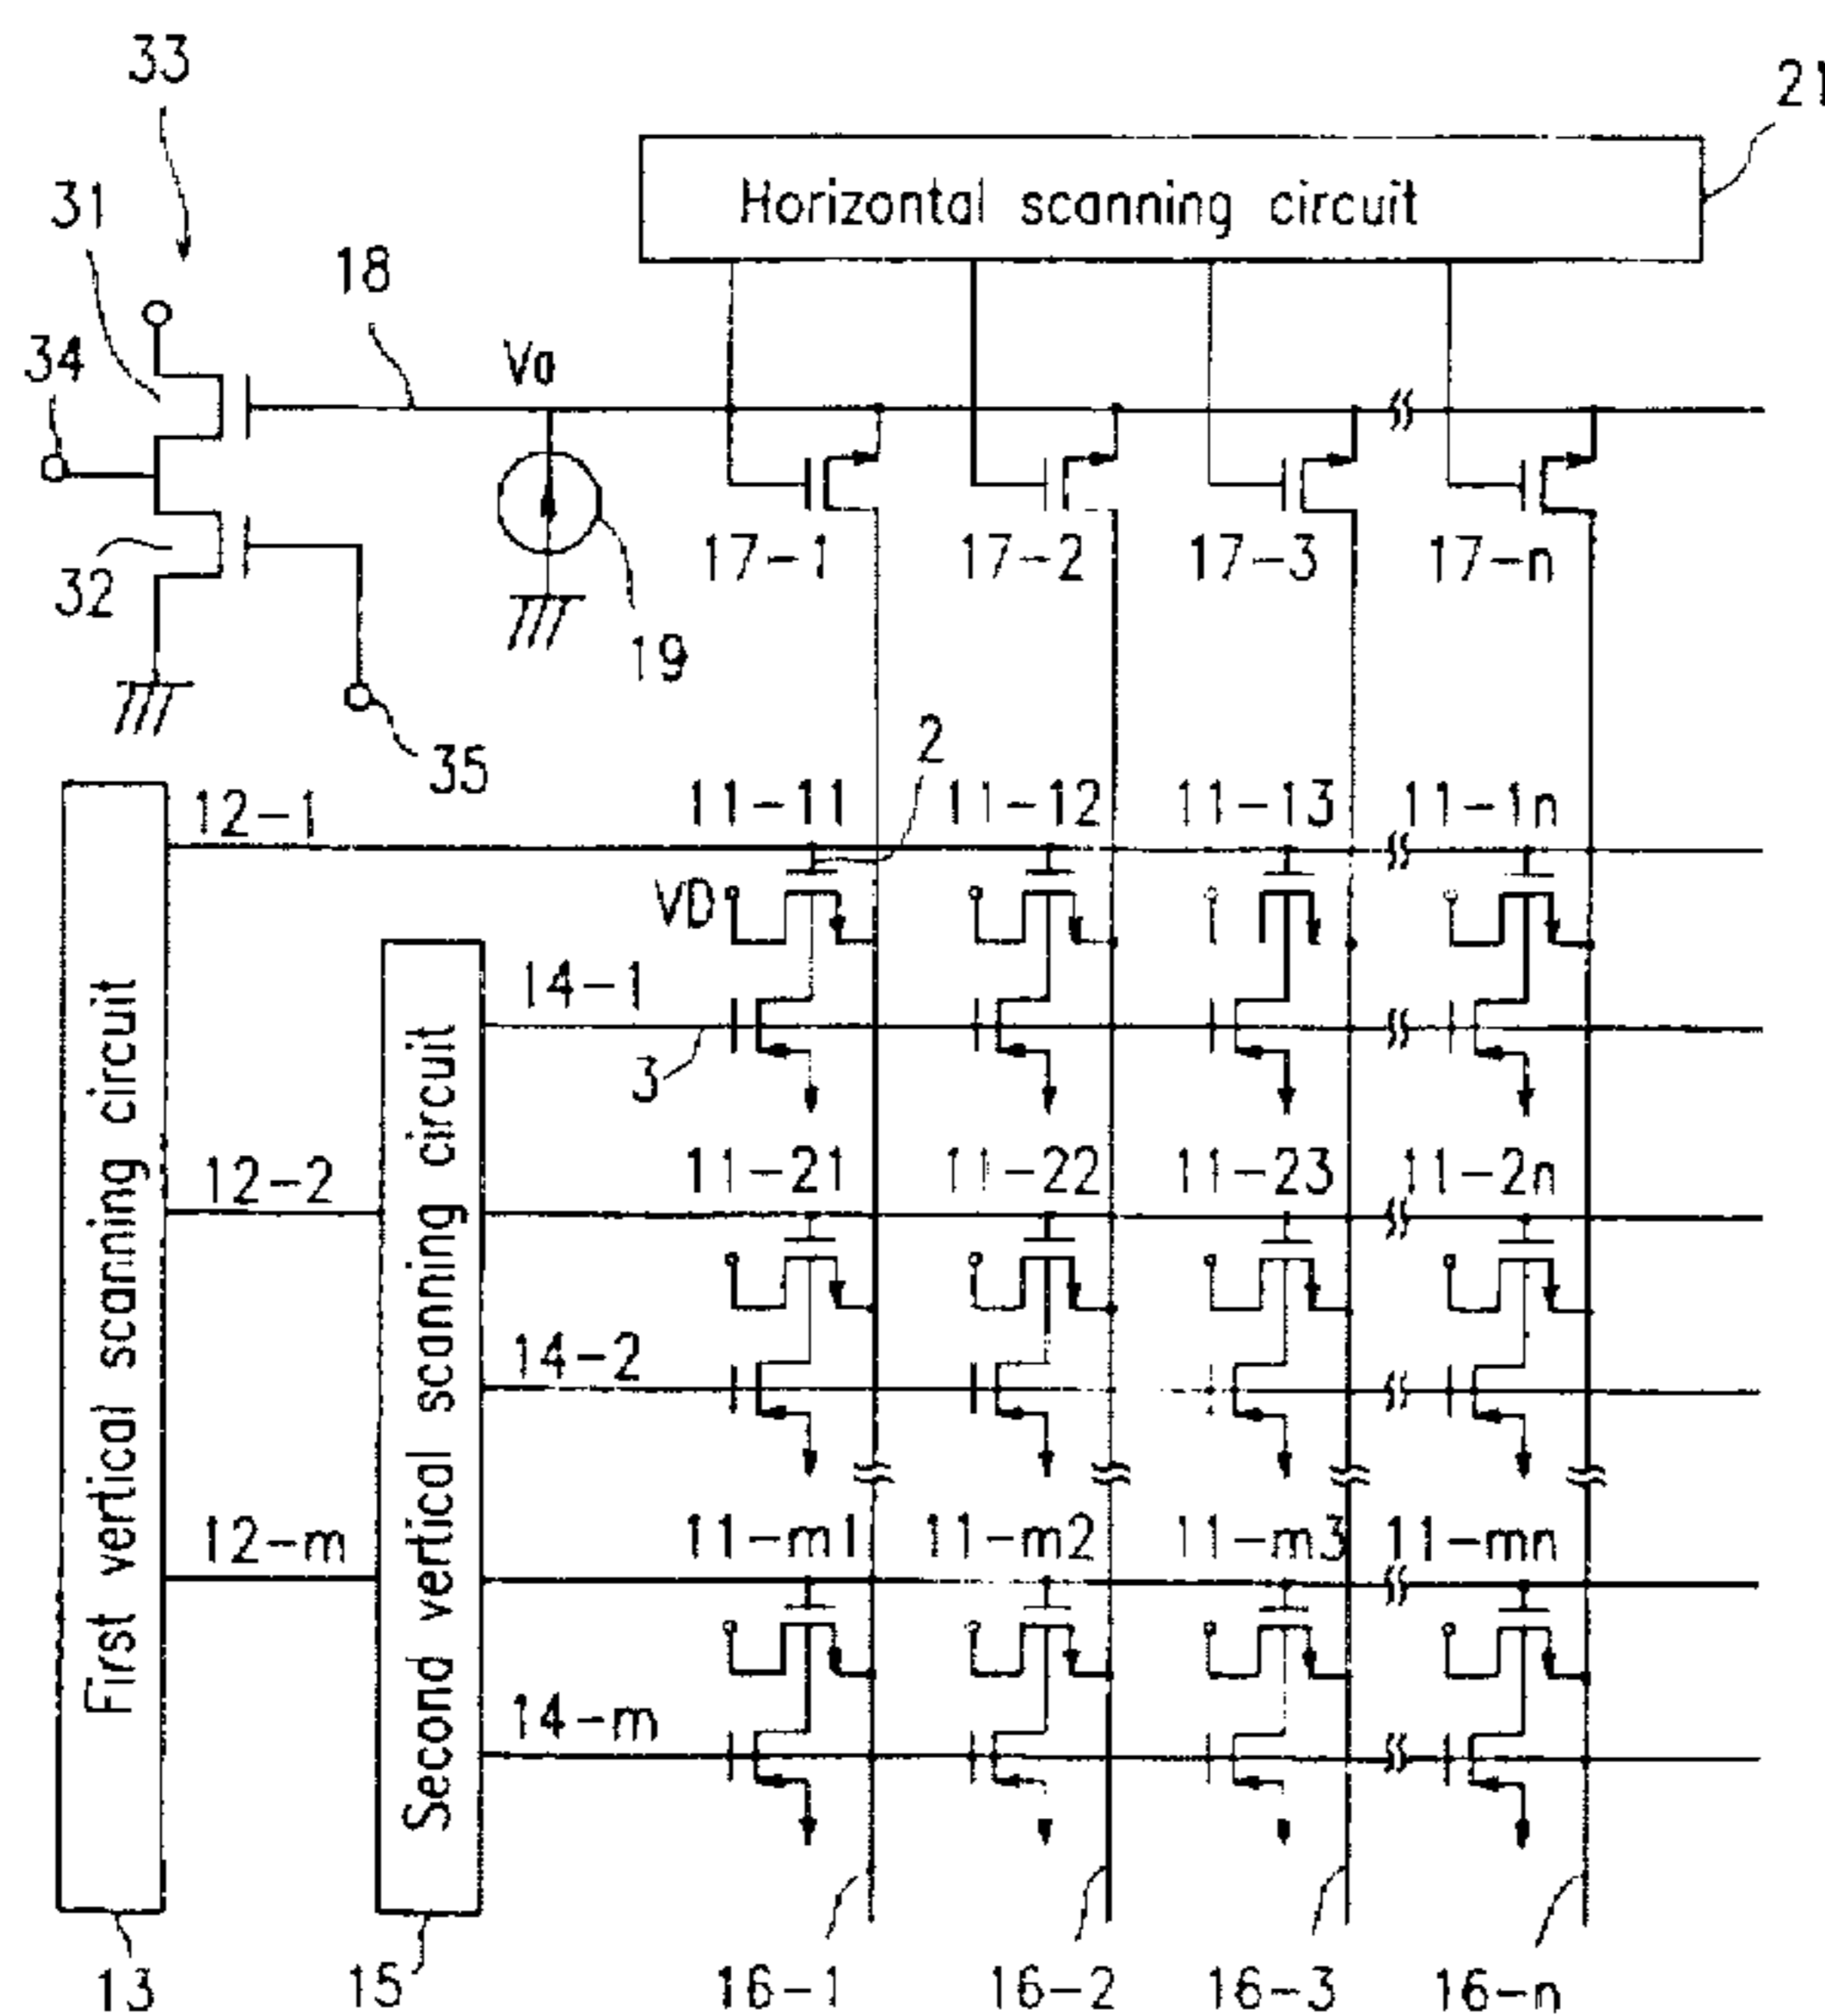 33
21
Horizontal scanning circuit
31
18
34
Va
17-1
17-2
17-3
17-n
32
19
35
2
12-1
11-11
11-12
11-13
11-1n
VD
14-1
3
First vertical scanning circuit
Second vertical scanning circuit
12-2
11-21
11-22
11-23
11-2n
14-2
12-m
11-m1
11-m2
11-m3
11-mn
14-m
13
15
16-1
16-2
16-3
16-n